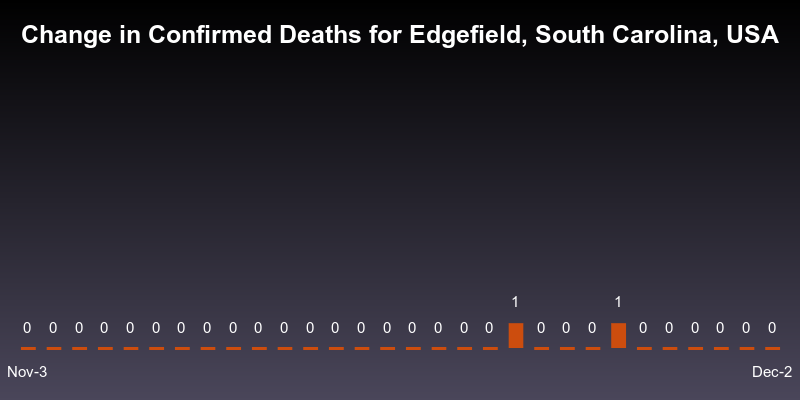 Change in Confirmed Deaths for Edgefield, South Carolina, USA
1 1
0 0 0 0 0 0 0 0 0 0 0 0 0 0 0 0 0 0 0 0 0 0 0 0 0 0 0 0
Nov-3 Dec-2